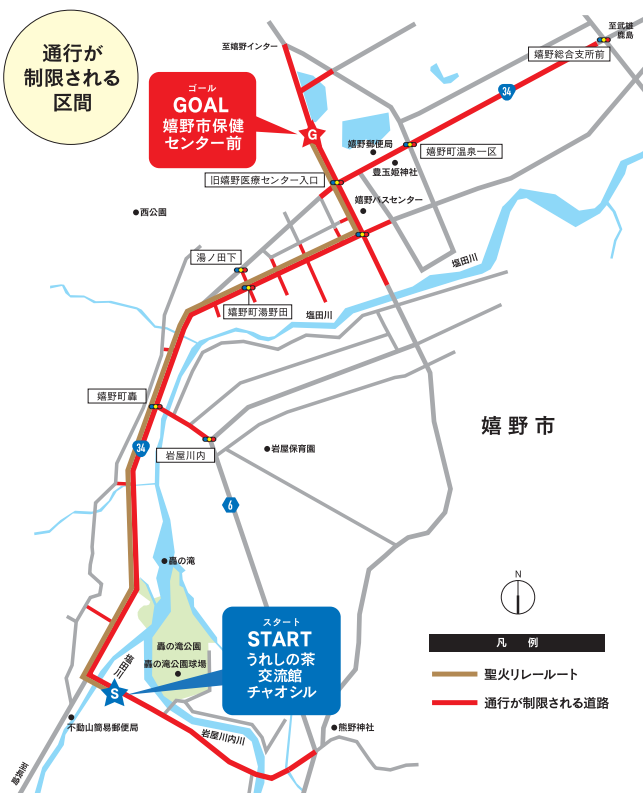 通行が
制限される
区間
至嬉野インター
至武雄
鹿島
嬉野総合支所前
34
ゴール
GOAL
嬉野市保健
センター前
G
嬉野郵便局
嬉野町温泉一区
豊玉姫神社
旧嬉野医療センター入口
嬉野バスセンター
西公園
湯ノ田下
塩田川
嬉野町湯野田
塩田川
嬉野町轟
嬉野市
34
岩屋川内
岩屋保育園
6
轟の滝
N
スタート
START
うれしの茶
交流館
チャオシル
凡例
轟の滝公園
轟の滝公園球場
塩田川
S
聖火リレールート
通行が制限される道路
不動山簡易郵便局
岩屋川内川
熊野神社